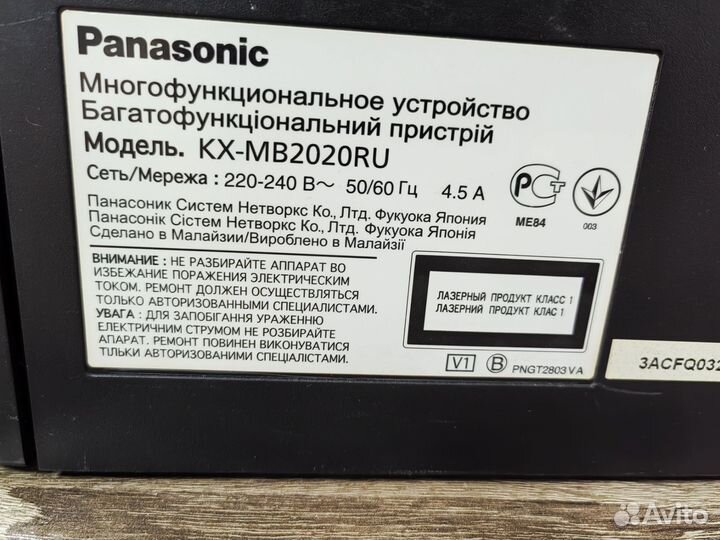 Panasonic
Многофункциональное устройство
Багатофункціональний пристрій
Модель. KX-MB2020RU
Сеть/Мережа : 220-240 В~ 50/60 Гц 4.5 А
Панасоник Систем Нетворкс Ко., Лтд. Фукуока Япония
Панасонік Сістем Нетворкс Ко., Лтд. Фукуока Японія
Сделано в Малайзии/Вироблено в Малайзії
РСТ
ME84
003
ВНИМАНИЕ : НЕ РАЗБИРАЙТЕ АППАРАТ ВО
ИЗБЕЖАНИЕ ПОРАЖЕНИЯ ЭЛЕКТРИЧЕСКИМ
ТОКОМ. РЕМОНТ ДОЛЖЕН ОСУЩЕСТВЛЯТЬСЯ
ТОЛЬКО АВТОРИЗОВАННЫМИ СПЕЦИАЛИСТАМИ.
УВАГА : ДЛЯ ЗАПОБІГАННЯ УРАЖЕННЮ
ЕЛЕКТРИЧНИМ СТРУМОМ НЕ РОЗБИРАЙТЕ
АПАРАТ. РЕМОНТ ПОВИНЕН ВИКОНУВАТИСЯ
ТІЛЬКИ АВТОРИЗОВАНИМИ СПЕЦІАЛІСТАМИ.
ЛАЗЕРНЫЙ ПРОДУКТ КЛАСС 1
ЛАЗЕРНИЙ ПРОДУКТ КЛАС 1
V1 B PNGT2803VA
3ACFQ032
Avito